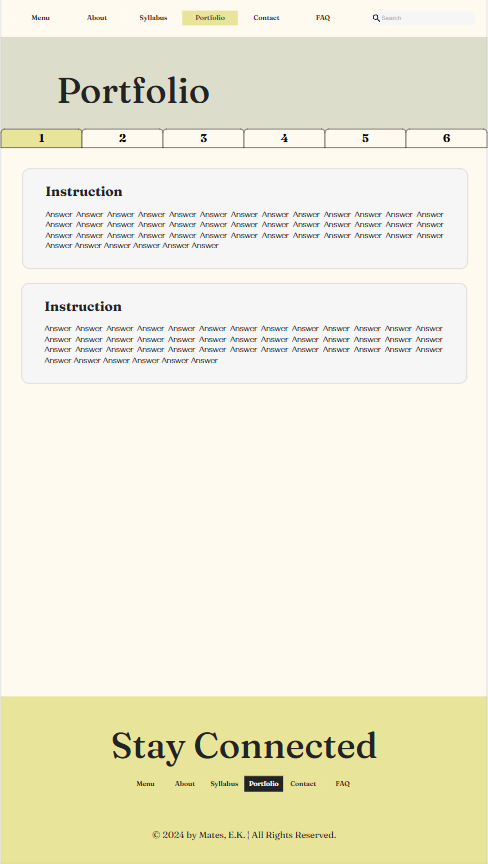 Menu About Syllabus Portfolio Contact FAQ Search
Portfolio
1 2 3 4 5 6
Instruction
Answer Answer Answer Answer Answer Answer Answer Answer Answer Answer Answer Answer Answer
Answer Answer Answer Answer Answer Answer Answer Answer Answer Answer Answer Answer Answer
Answer Answer Answer Answer Answer Answer Answer Answer Answer Answer Answer Answer Answer
Answer Answer Answer Answer Answer Answer
Instruction
Answer Answer Answer Answer Answer Answer Answer Answer Answer Answer Answer Answer Answer
Answer Answer Answer Answer Answer Answer Answer Answer Answer Answer Answer Answer Answer
Answer Answer Answer Answer Answer Answer Answer Answer Answer Answer Answer Answer Answer
Answer Answer Answer Answer Answer Answer
Stay Connected
Menu About Syllabus Portfolio Contact FAQ
© 2024 by Mates, E.K. | All Rights Reserved.